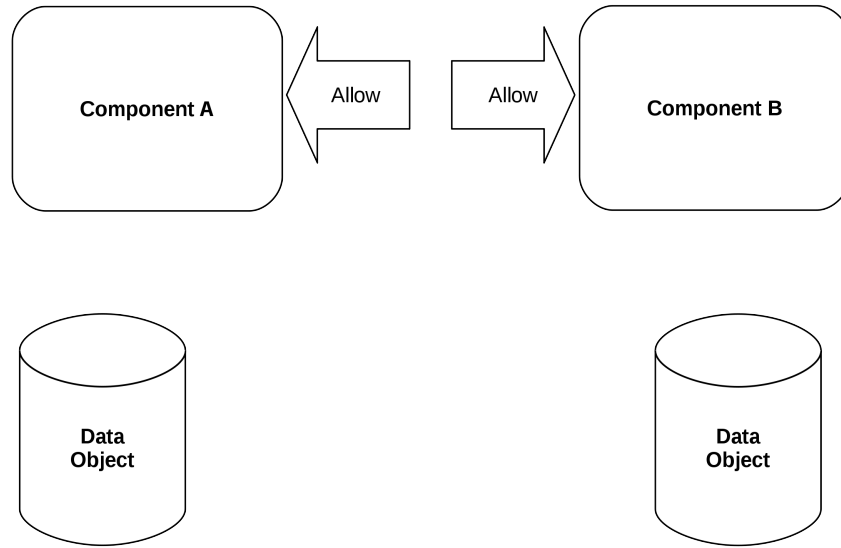 Component A
Allow
Allow
Component B
Data
Object
Data
Object